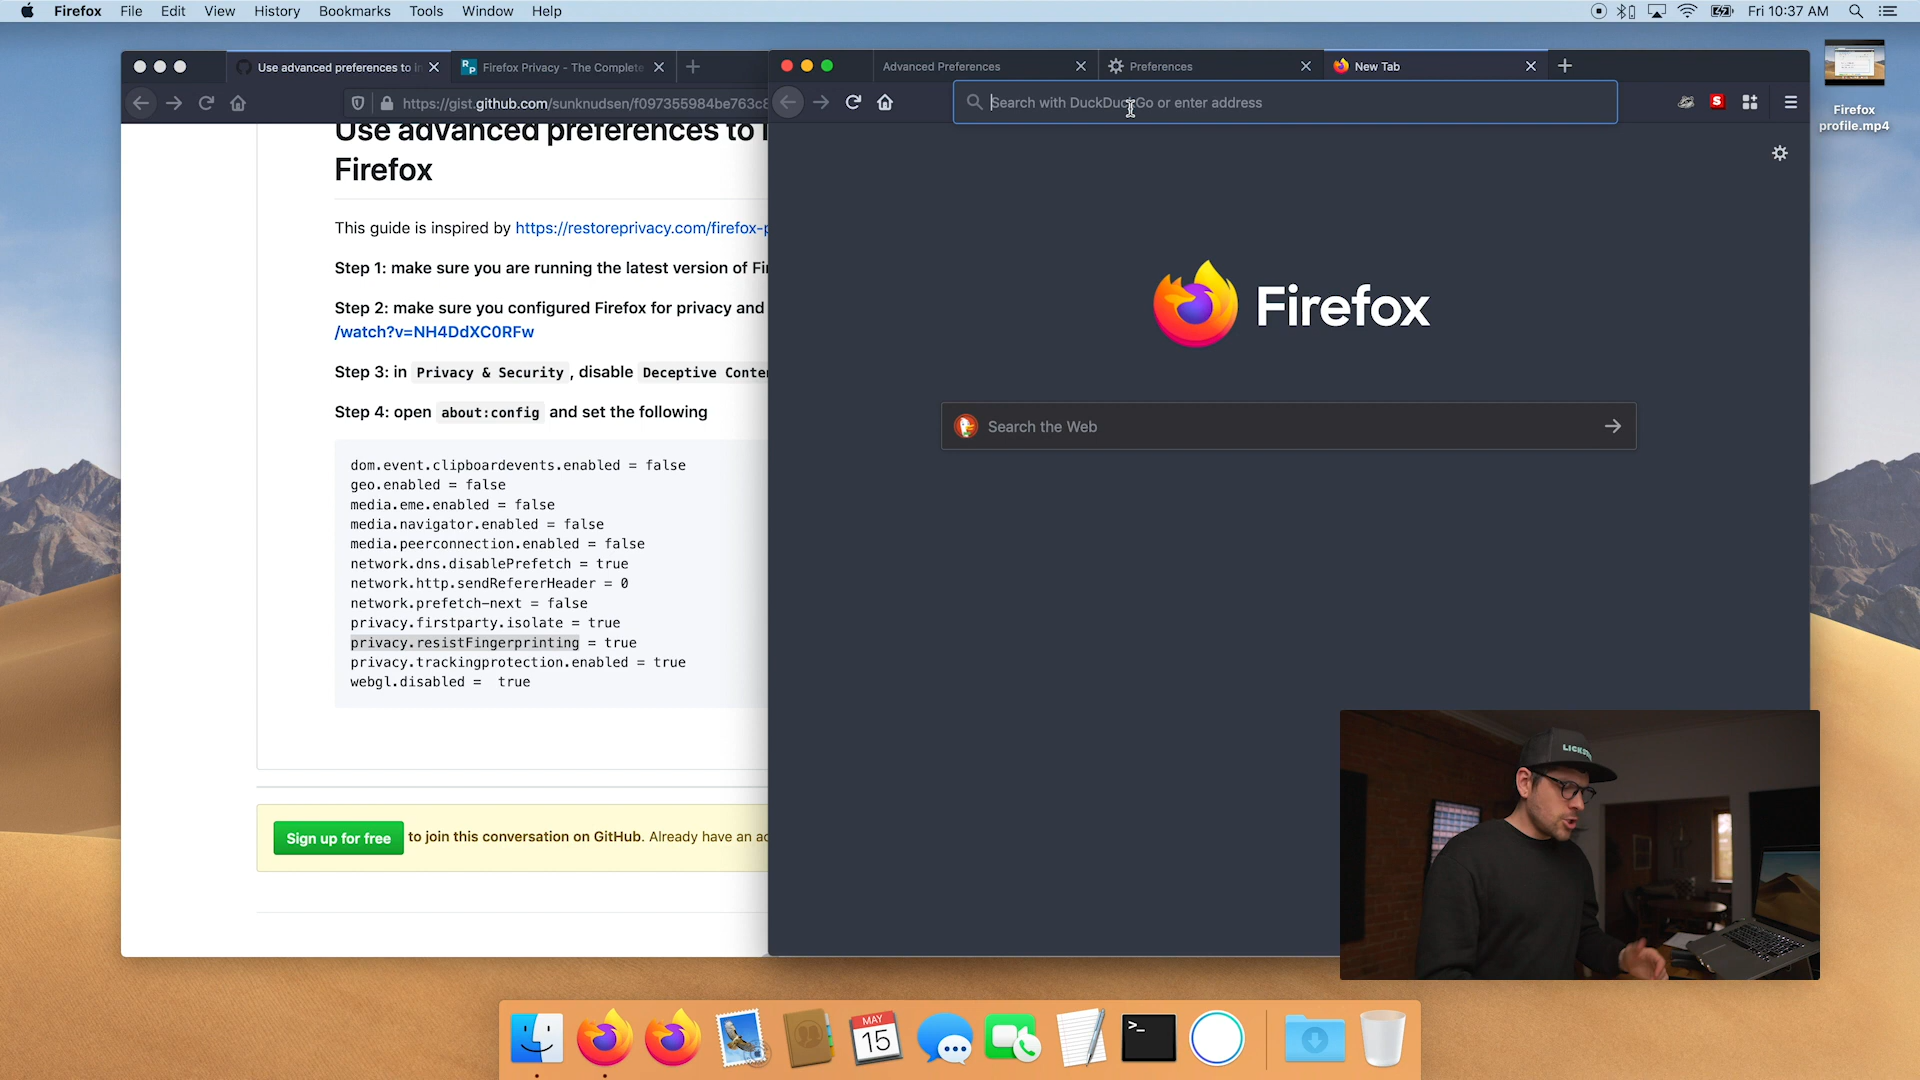 Firefox File Edit View History Bookmarks Tools Window Help
Fri 10:37 AM
Use advanced preferences to i
Firefox Privacy - The Complete
https://gist.github.com/sunknudsen/f097355984be763c8
Use advanced preferences to
Firefox
This guide is inspired by https://restoreprivacy.com/firefox-p
Step 1: make sure you are running the latest version of Fi
Step 2: make sure you configured Firefox for privacy and
/watch?v=NH4DdXC0RFw
Step 3: in Privacy & Security, disable Deceptive Conte
Step 4: open about:config and set the following
dom.event.clipboardevents.enabled = false
geo.enabled = false
media.eme.enabled = false
media.navigator.enabled = false
media.peerconnection.enabled = false
network.dns.disablePrefetch = true
network.http.sendRefererHeader = 0
network.prefetch-next = false
privacy.firstparty.isolate = true
privacy.resistFingerprinting = true
privacy.trackingprotection.enabled = true
webgl.disabled =  true
Sign up for free to join this conversation on GitHub. Already have an ac
Advanced Preferences
Preferences
New Tab
Search with DuckDuckGo or enter address
S
Firefox
Search the Web
Firefox
profile.mp4
MAY
15
>_